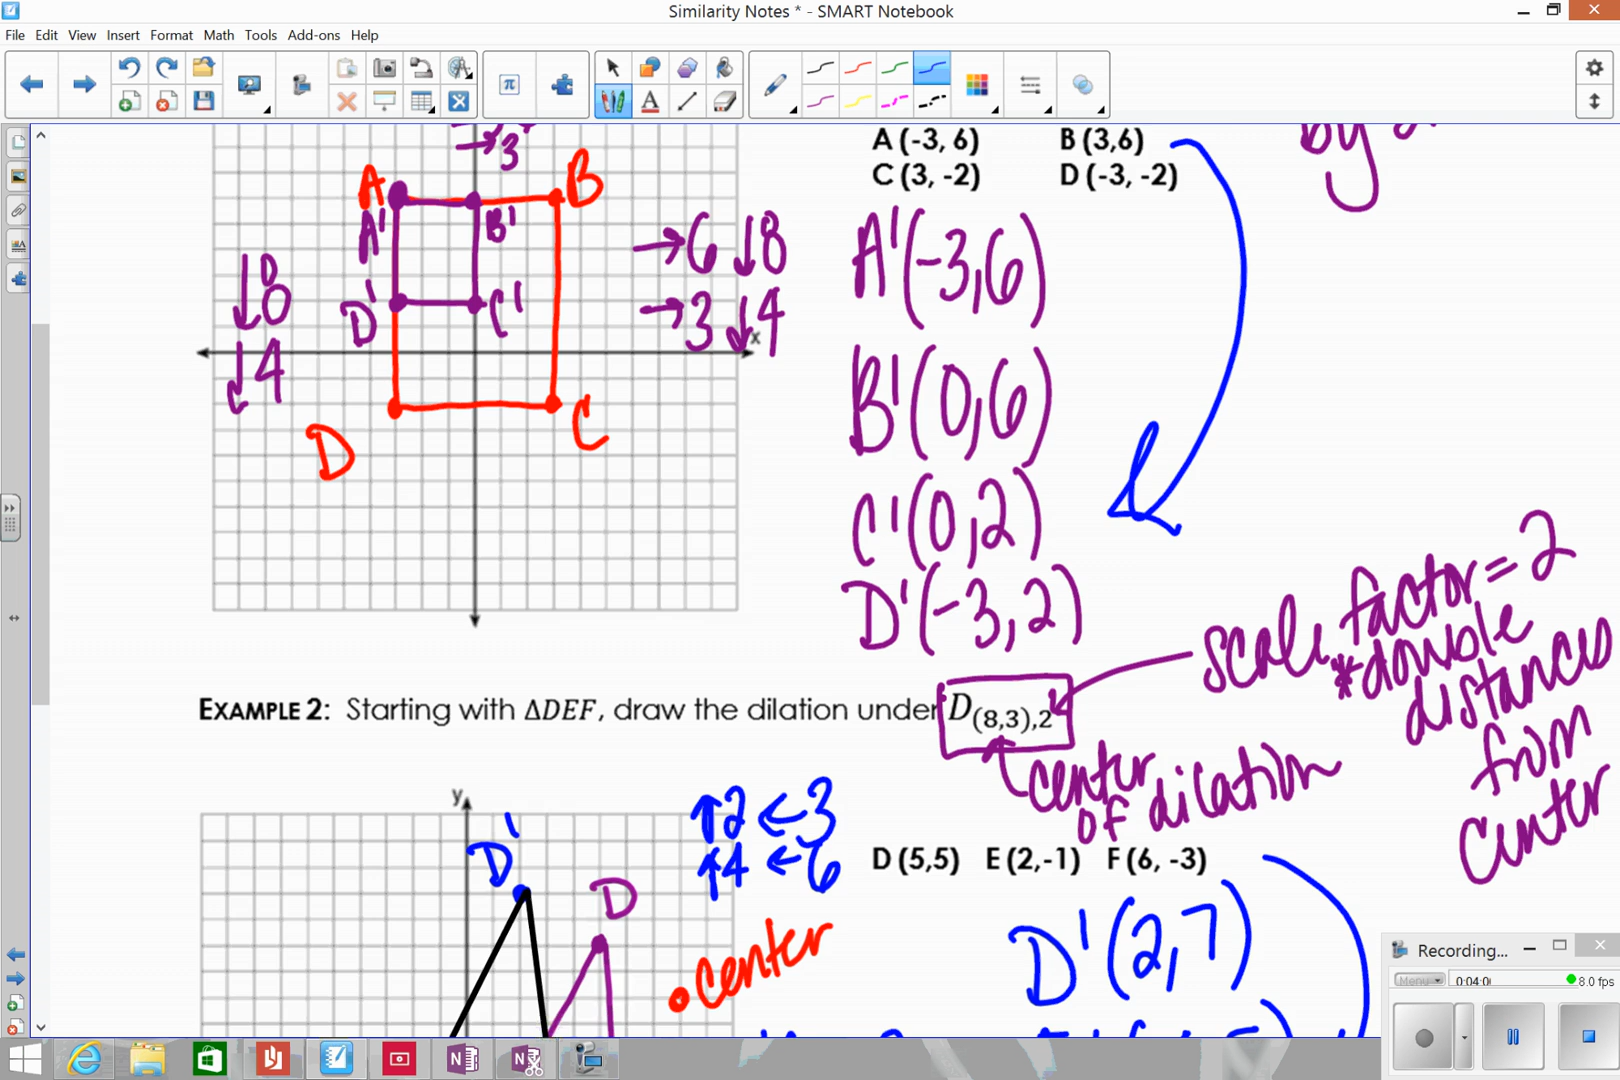 Similarity Notes * - SMART Notebook
File Edit View Insert Format Math Tools Add-ons Help
→3
A B
A' B'
D' C'
D C
↓8
↓4
→6 ↓8
→3 ↓4
x
A (-3, 6) B (3,6)
C (3, -2) D (-3, -2)
by
A'(-3,6)
B'(0,6)
C'(0,2)
D'(-3,2)
scale factor = 2
*double
distances
from
center
EXAMPLE 2: Starting with ΔDEF, draw the dilation under D(8,3),2
center
of dilation
y
D'
D
↑2 ←3
↑4 ←6
center
D (5,5) E (2,-1) F (6, -3)
D'(2,7)
Recording...
Menu 0:04:0 8.0 fps